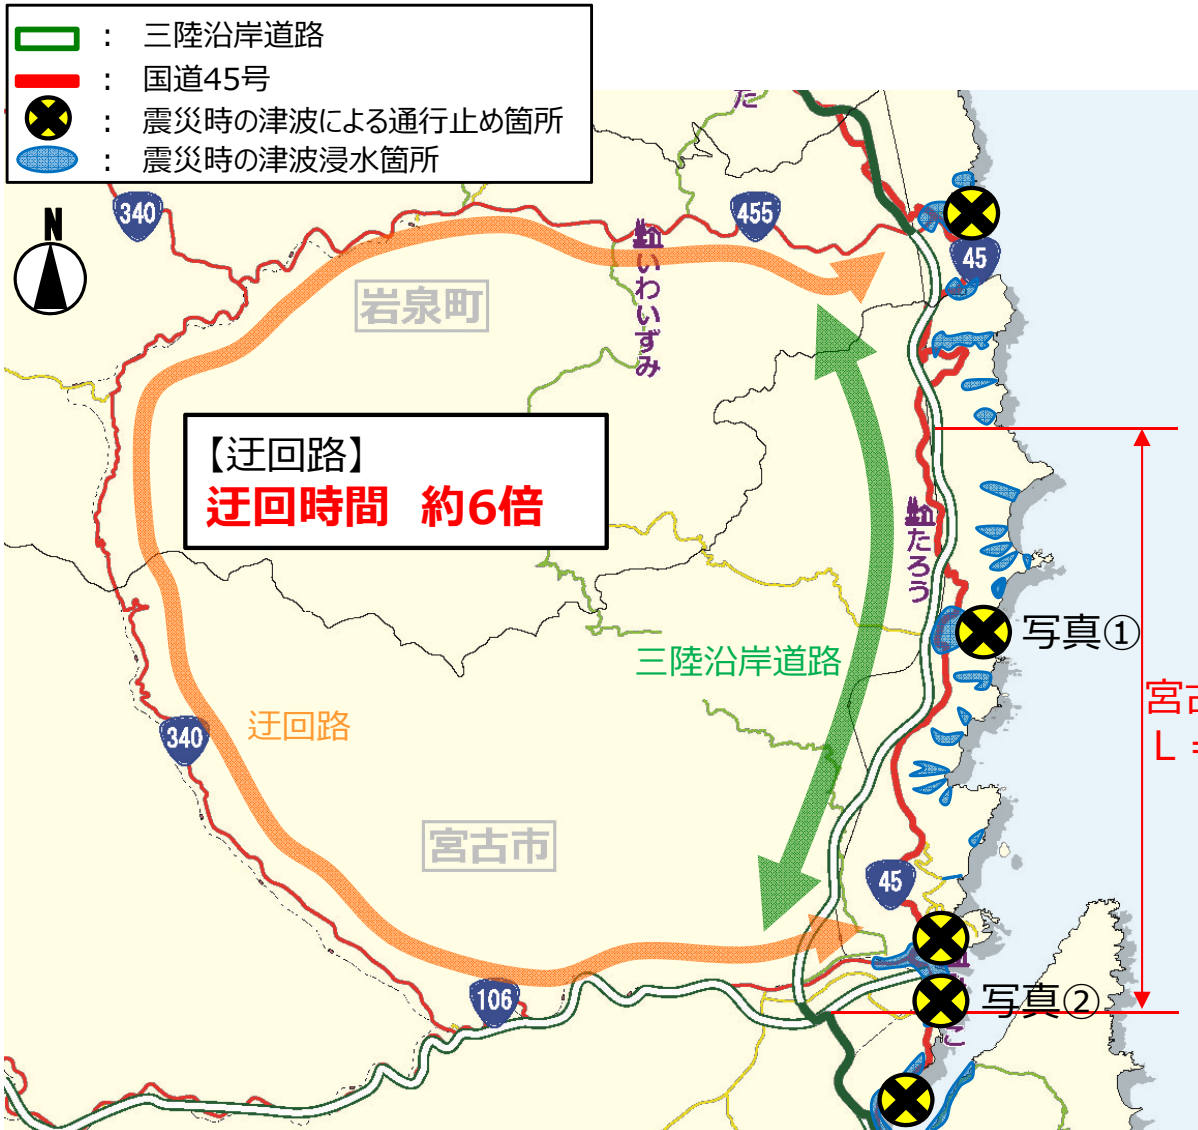 ： 三陸沿岸道路
： 国道45号
： 震災時の津波による通行止め箇所
： 震災時の津波浸水箇所
N
340
455
45
いわいずみ
岩泉町
【迂回路】
迂回時間 約6倍
たろう
写真①
三陸沿岸道路
迂回路
340
宮古
L=
宮古市
45
106
写真②
こ